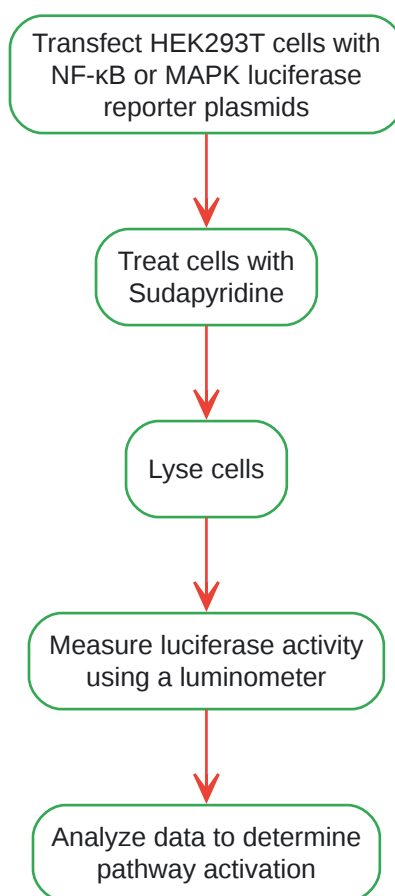 Transfect HEK293T cells with
NF-κB or MAPK luciferase
reporter plasmids
Treat cells with
Sudapyridine
Lyse cells
Measure luciferase activity
using a luminometer
Analyze data to determine
pathway activation